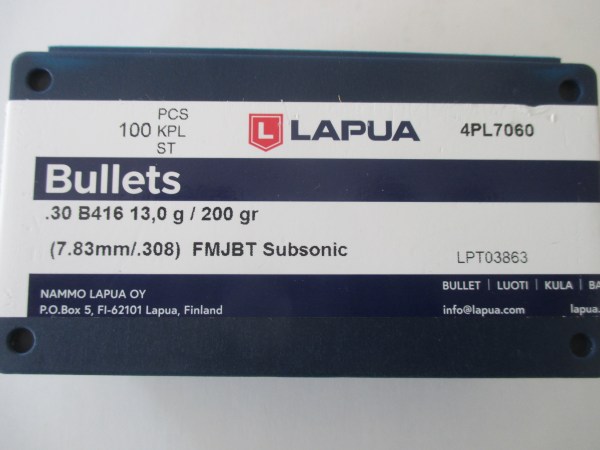 100 PCS
KPL
ST
LAPUA
4PL7060
Bullets
.30 B416 13,0 g / 200 gr
(7.83mm/.308) FMJBT Subsonic
LPT03863
BULLET | LUOTI | KULA | BA
NAMMO LAPUA OY
P.O.Box 5, FI-62101 Lapua, Finland
info@lapua.com
lapua.